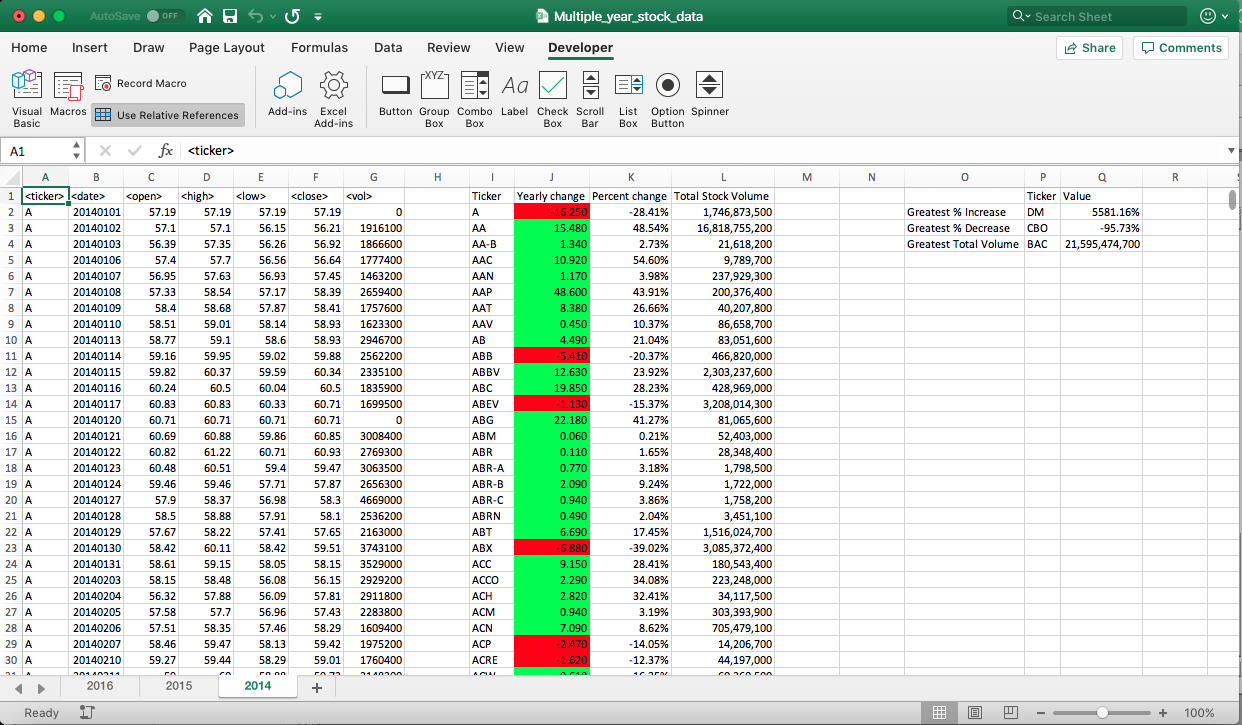 AutoSave OFF Multiple_year_stock_data Search Sheet
Home Insert Draw Page Layout Formulas Data Review View Developer Share Comments
Visual Basic Macros Record Macro Use Relative References Add-ins Excel Add-ins Button XYZ Group Box Combo Box Aa Label Check Box Scroll Bar List Box Option Button Spinner
A1 fx <ticker>
A B C D E F G H I J K L M N O P Q R
1 <ticker> <date> <open> <high> <low> <close> <vol> Ticker Yearly change Percent change Total Stock Volume Ticker Value
2 A 20140101 57.19 57.19 57.19 57.19 0 A -16.250 -28.41% 1,746,873,500 Greatest % Increase DM 5581.16%
3 A 20140102 57.1 57.1 56.15 56.21 1916100 AA 15.480 48.54% 16,818,755,200 Greatest % Decrease CBO -95.73%
4 A 20140103 56.39 57.35 56.26 56.92 1866600 AA-B 1.340 2.73% 21,618,200 Greatest Total Volume BAC 21,595,474,700
5 A 20140106 57.4 57.7 56.56 56.64 1777400 AAC 10.920 54.60% 9,789,700
6 A 20140107 56.95 57.63 56.93 57.45 1463200 AAN 1.170 3.98% 237,929,300
7 A 20140108 57.33 58.54 57.17 58.39 2659400 AAP 48.600 43.91% 200,376,400
8 A 20140109 58.4 58.68 57.87 58.41 1757600 AAT 8.380 26.66% 40,207,800
9 A 20140110 58.51 59.01 58.14 58.93 1623300 AAV 0.450 10.37% 86,658,700
10 A 20140113 58.77 59.1 58.6 58.93 2946700 AB 4.490 21.04% 83,051,600
11 A 20140114 59.16 59.95 59.02 59.88 2562200 ABB -5.410 -20.37% 466,820,000
12 A 20140115 59.82 60.37 59.59 60.34 2335100 ABBV 12.630 23.92% 2,303,237,600
13 A 20140116 60.24 60.5 60.04 60.5 1835900 ABC 19.850 28.23% 428,969,000
14 A 20140117 60.83 60.83 60.33 60.71 1699500 ABEV -1.130 -15.37% 3,208,014,300
15 A 20140120 60.71 60.71 60.71 60.71 0 ABG 22.180 41.27% 81,065,600
16 A 20140121 60.69 60.88 59.86 60.85 3008400 ABM 0.060 0.21% 52,403,000
17 A 20140122 60.82 61.22 60.71 60.93 2769300 ABR 0.110 1.65% 28,348,400
18 A 20140123 60.48 60.51 59.4 59.47 3063500 ABR-A 0.770 3.18% 1,798,500
19 A 20140124 59.46 59.46 57.71 57.87 2656300 ABR-B 2.090 9.24% 1,722,000
20 A 20140127 57.9 58.37 56.98 58.3 4669000 ABR-C 0.940 3.86% 1,758,200
21 A 20140128 58.5 58.88 57.91 58.1 2536200 ABRN 0.490 2.04% 3,451,100
22 A 20140129 57.67 58.22 57.41 57.65 2163000 ABT 6.690 17.45% 1,516,024,700
23 A 20140130 58.42 60.11 58.42 59.51 3743100 ABX -6.880 -39.02% 3,085,372,400
24 A 20140131 58.61 59.15 58.05 58.15 3529000 ACC 9.150 28.41% 180,543,400
25 A 20140203 58.15 58.48 56.08 56.15 2929200 ACCO 2.290 34.08% 223,248,000
26 A 20140204 56.32 57.88 56.09 57.81 2911800 ACH 2.820 32.41% 34,117,500
27 A 20140205 57.58 57.7 56.96 57.43 2283800 ACM 0.940 3.19% 303,393,900
28 A 20140206 57.51 58.35 57.46 58.29 1609400 ACN 7.090 8.62% 705,479,100
29 A 20140207 58.46 59.47 58.13 59.42 1975200 ACP -2.470 -14.05% 14,206,700
30 A 20140210 59.27 59.44 58.29 59.01 1760400 ACRE -1.620 -12.37% 44,197,000
2016 2015 2014
Ready 100%